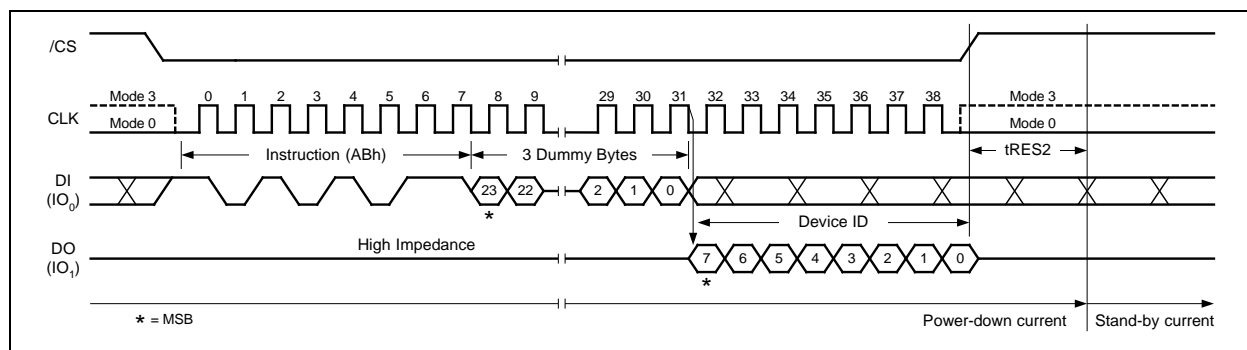 /CS
Mode 3 0 1 2 3 4 5 6 7 8 9 29 30 31 32 33 34 35 36 37 38 Mode 3
CLK
Mode 0 Mode 0
Instruction (ABh) 3 Dummy Bytes tRES2
DI
(IO0)
23 22 2 1 0
*
Device ID
High Impedance
DO
(IO1)
7 6 5 4 3 2 1 0
*
* = MSB
Power-down current Stand-by current